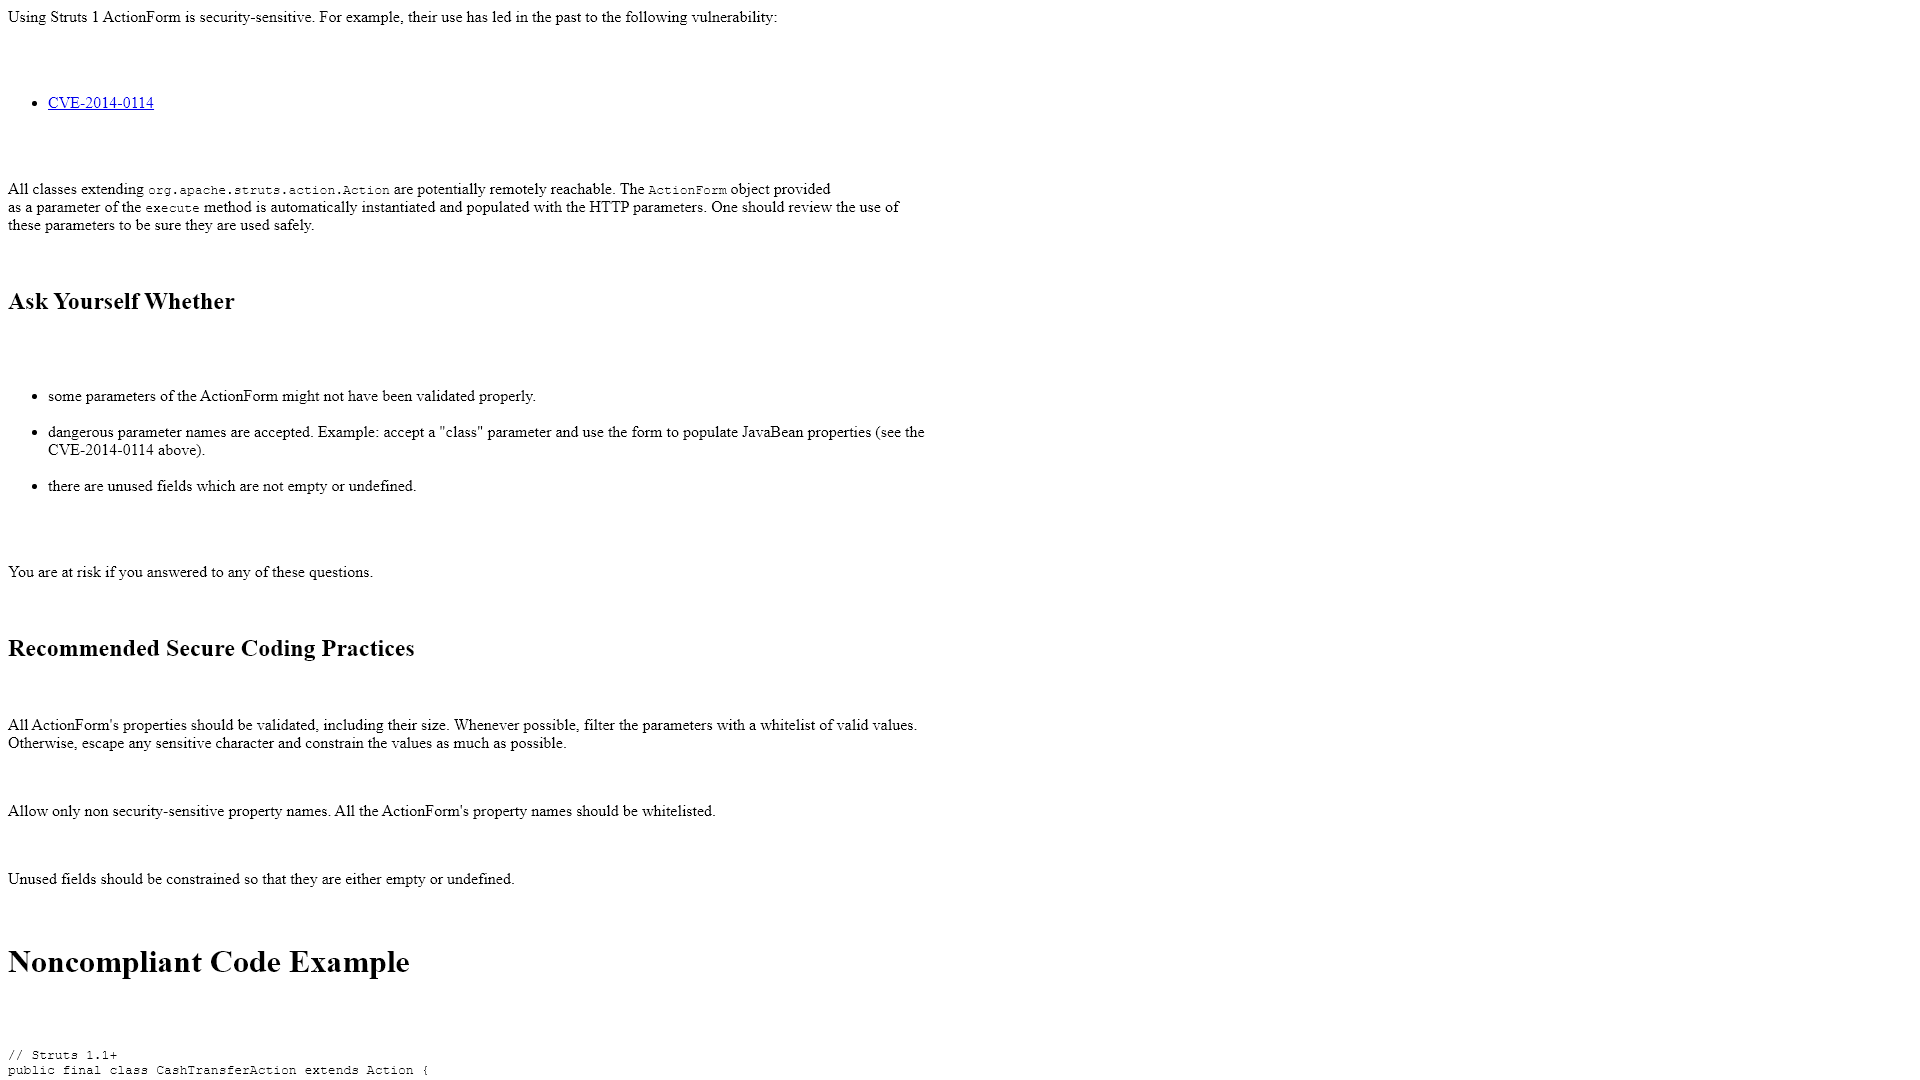 Using Struts 1 ActionForm is security-sensitive. For example, their use has led in the past to the following vulnerability:
CVE-2014-0114
All classes extending org.apache.struts.action.Action are potentially remotely reachable. The ActionForm object provided
as a parameter of the execute method is automatically instantiated and populated with the HTTP parameters. One should review the use of
these parameters to be sure they are used safely.
Ask Yourself Whether
some parameters of the ActionForm might not have been validated properly.
dangerous parameter names are accepted. Example: accept a "class" parameter and use the form to populate JavaBean properties (see the
CVE-2014-0114 above).
there are unused fields which are not empty or undefined.
You are at risk if you answered to any of these questions.
Recommended Secure Coding Practices
All ActionForm's properties should be validated, including their size. Whenever possible, filter the parameters with a whitelist of valid values.
Otherwise, escape any sensitive character and constrain the values as much as possible.
Allow only non security-sensitive property names. All the ActionForm's property names should be whitelisted.
Unused fields should be constrained so that they are either empty or undefined.
Noncompliant Code Example
// Struts 1.1+
public final class CashTransferAction extends Action {